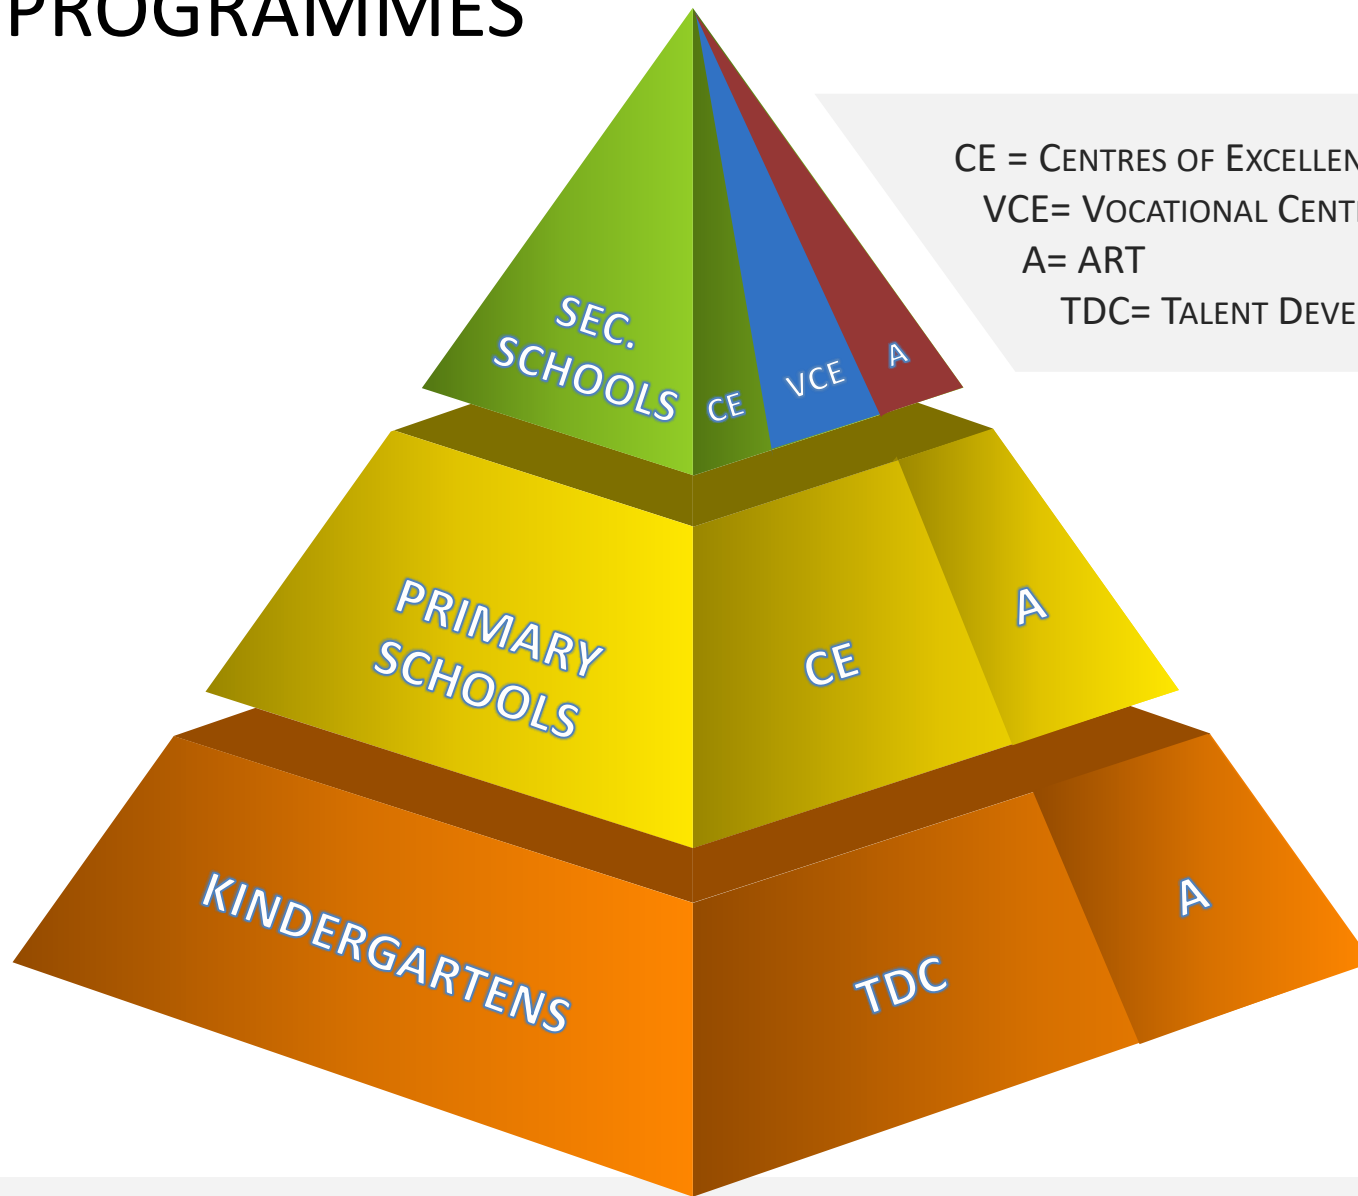 PROGRAMMES
CE = CENTRES OF EXCELLEN
VCE= VOCATIONAL CENT
A= ART
TDC= TALENT DEVE
SEC.
SCHOOLS
CE
VCE
A
PRIMARY
SCHOOLS
CE
A
KINDERGARTENS
TDC
A